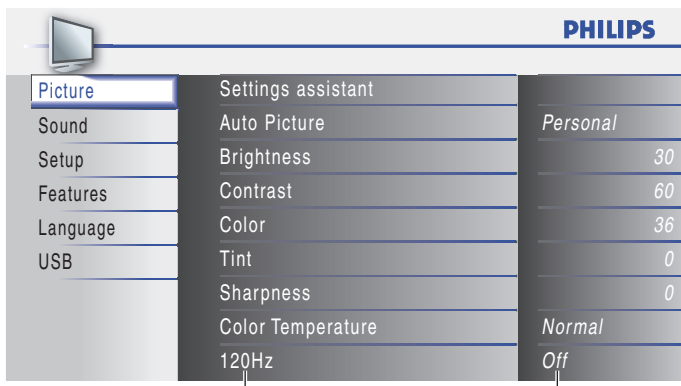 PHILIPS
Picture
Sound
Setup
Features
Language
USB
Settings assistant
Auto Picture Personal
Brightness 30
Contrast 60
Color 36
Tint 0
Sharpness 0
Color Temperature Normal
120Hz Off